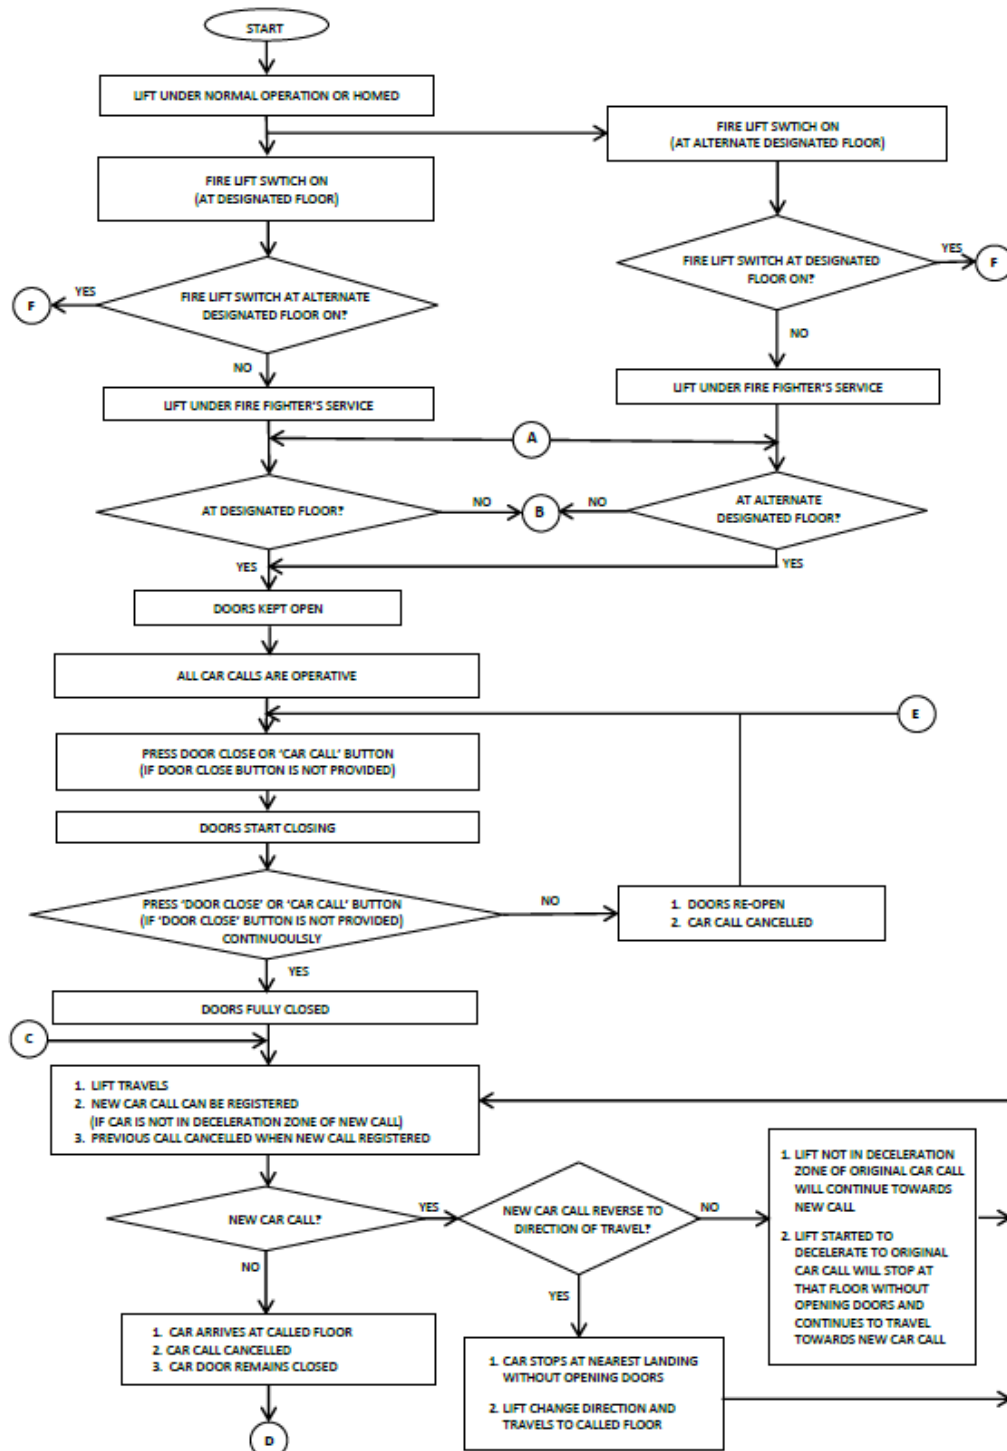 START
LIFT UNDER NORMAL OPERATION OR HOMED
FIRE LIFT SWTICH ON
(AT ALTERNATE DESIGNATED FLOOR)
FIRE LIFT SWTICH ON
(AT DESIGNATED FLOOR)
YES
F
FIRE LIFT SWITCH AT DESIGNATED
FLOOR ON?
F
YES
FIRE LIFT SWITCH AT ALTERNATE
DESIGNATED FLOOR ON?
NO
NO
LIFT UNDER FIRE FIGHTER'S SERVICE
LIFT UNDER FIRE FIGHTER'S SERVICE
A
AT DESIGNATED FLOOR?
NO
B
NO
AT ALTERNATE
DESIGNATED FLOOR?
YES
YES
DOORS KEPT OPEN
ALL CAR CALLS ARE OPERATIVE
E
PRESS DOOR CLOSE OR 'CAR CALL' BUTTON
(IF DOOR CLOSE BUTTON IS NOT PROVIDED)
DOORS START CLOSING
PRESS 'DOOR CLOSE' OR 'CAR CALL' BUTTON
(IF 'DOOR CLOSE' BUTTON IS NOT PROVIDED)
CONTINUOULSLY
NO
1. DOORS RE-OPEN
2. CAR CALL CANCELLED
YES
DOORS FULLY CLOSED
C
1. LIFT TRAVELS
2. NEW CAR CALL CAN BE REGISTERED
(IF CAR IS NOT IN DECELERATION ZONE OF NEW CALL)
3. PREVIOUS CALL CANCELLED WHEN NEW CALL REGISTERED
NEW CAR CALL?
YES
NEW CAR CALL REVERSE TO
DIRECTION OF TRAVEL?
NO
1. LIFT NOT IN DECELERATION
ZONE OF ORIGINAL CAR CALL
WILL CONTINUE TOWARDS
NEW CALL
2. LIFT STARTED TO
DECELERATE TO ORIGINAL
CAR CALL WILL STOP AT
THAT FLOOR WITHOUT
OPENING DOORS AND
CONTINUES TO TRAVEL
TOWARDS NEW CAR CALL
NO
YES
1. CAR ARRIVES AT CALLED FLOOR
2. CAR CALL CANCELLED
3. CAR DOOR REMAINS CLOSED
1. CAR STOPS AT NEAREST LANDING
WITHOUT OPENING DOORS
2. LIFT CHANGE DIRECTION AND
TRAVELS TO CALLED FLOOR
D